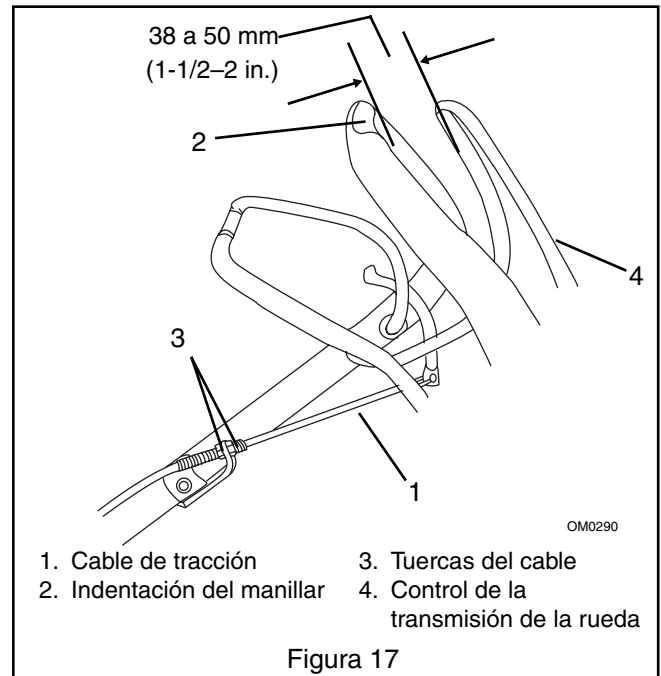 38 a 50 mm
(1-1/2–2 in.)
2
4
3
1
OM0290
1. Cable de tracción
2. Indentación del manillar
3. Tuercas del cable
4. Control de la
transmisión de la rueda
Figura 17